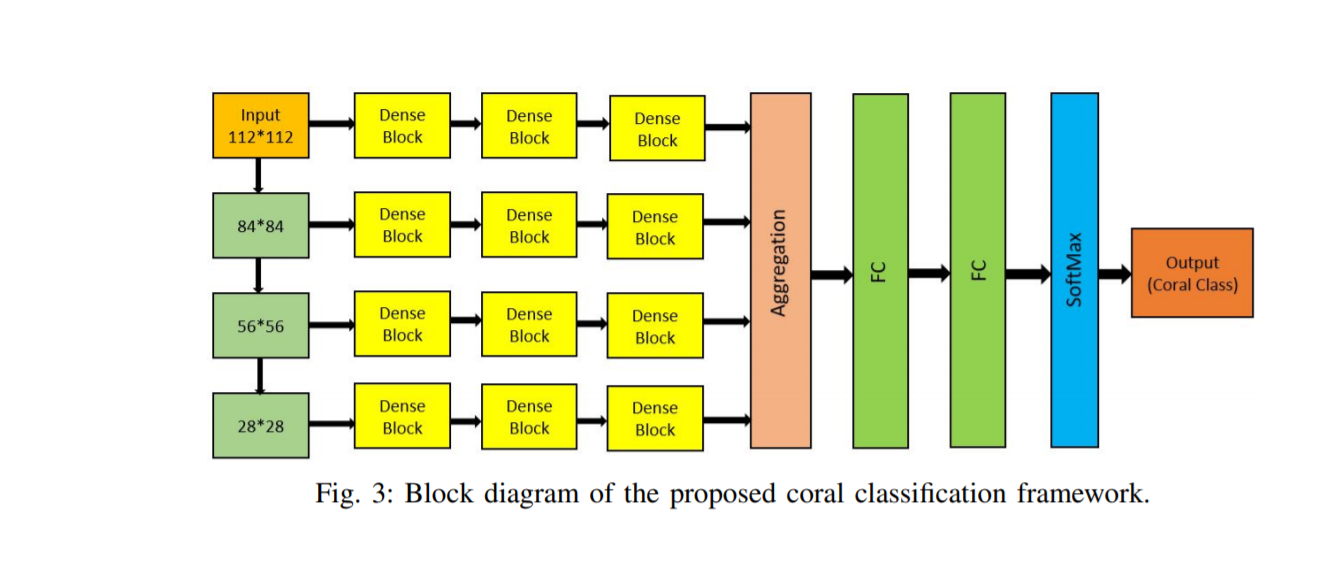 Input
112*112
Dense
Block
Dense
Block
Dense
Block
84*84
Dense
Block
Dense
Block
Dense
Block
56*56
Dense
Block
Dense
Block
Dense
Block
28*28
Dense
Block
Dense
Block
Dense
Block
Aggregation
FC
FC
SoftMax
Output
(Coral Class)
Fig. 3: Block diagram of the proposed coral classification framework.